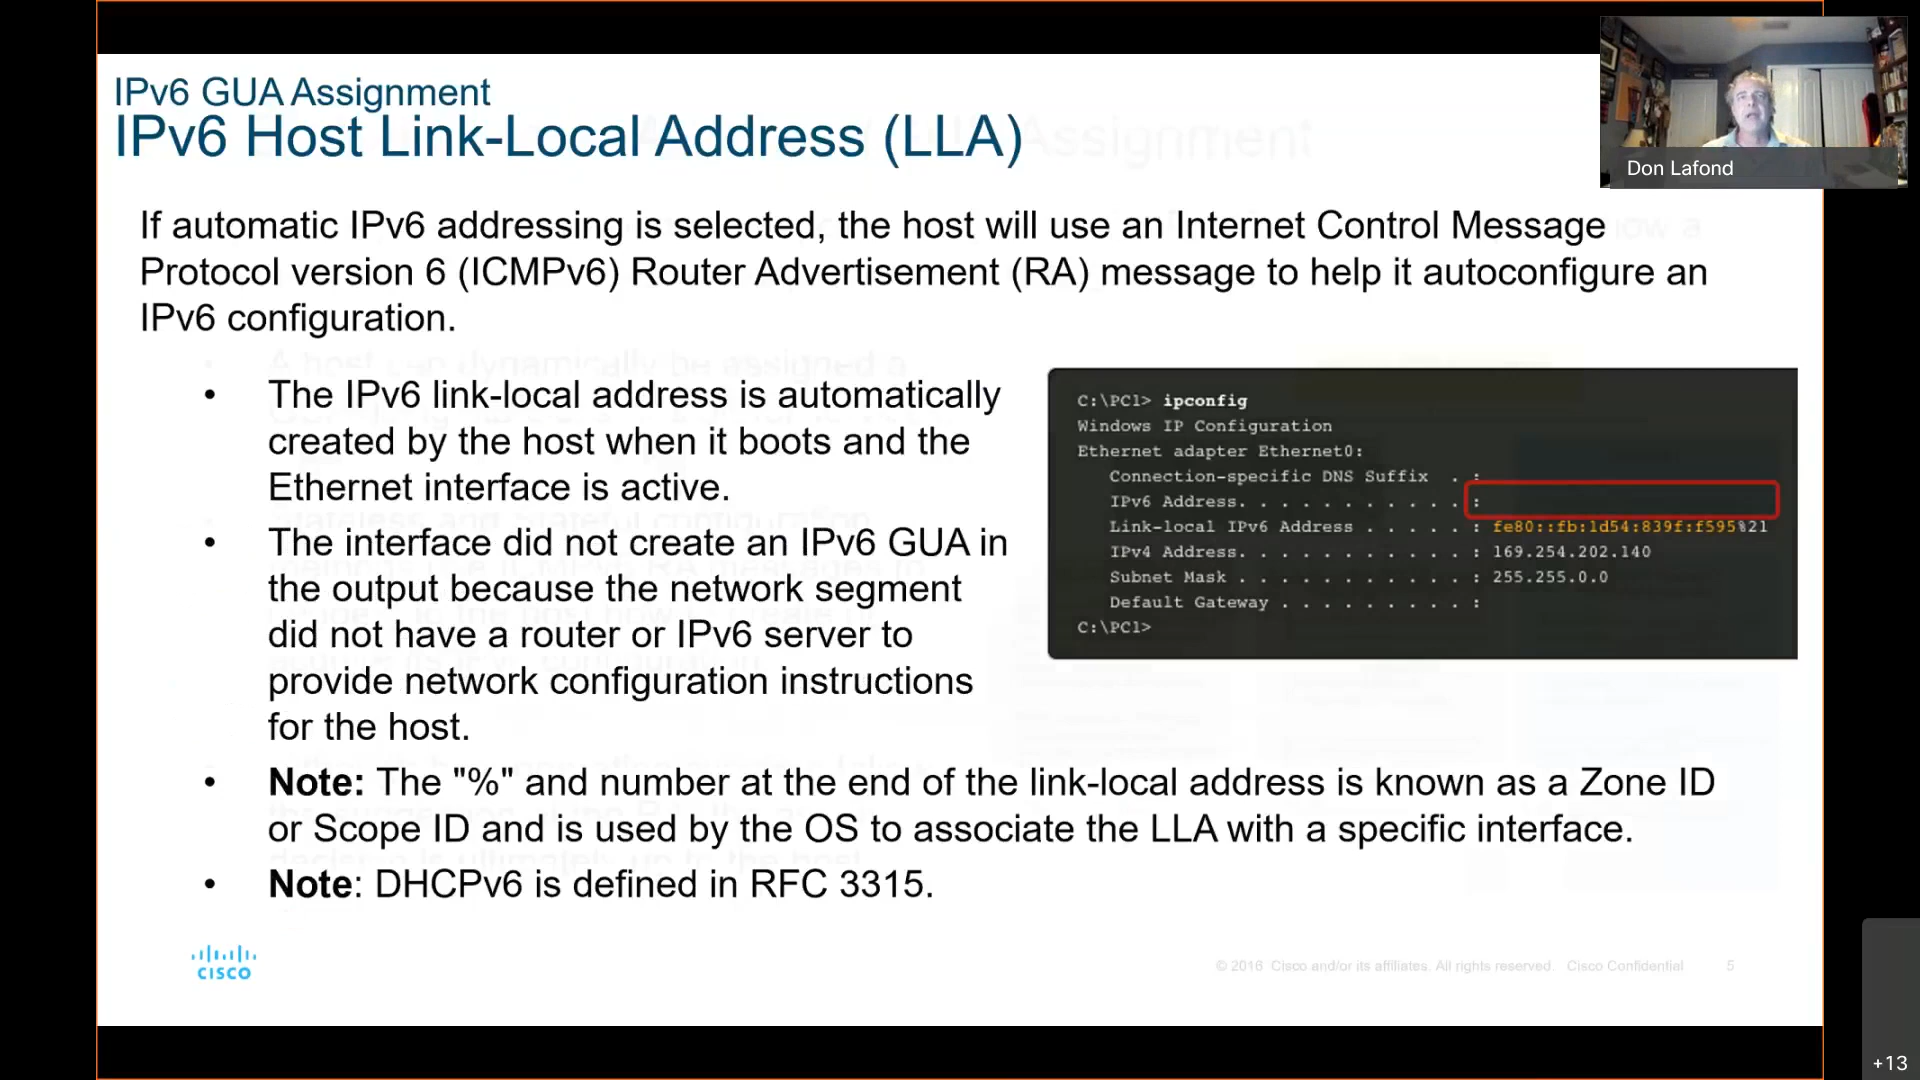 IPv6 GUA Assignment
IPv6 Host Link-Local Address (LLA)
Assignment
Don Lafond
If automatic IPv6 addressing is selected, the host will use an Internet Control Message
Protocol version 6 (ICMPv6) Router Advertisement (RA) message to help it autoconfigure an
IPv6 configuration.
• The IPv6 link-local address is automatically
created by the host when it boots and the
Ethernet interface is active.
• The interface did not create an IPv6 GUA in
the output because the network segment
did not have a router or IPv6 server to
provide network configuration instructions
for the host.
C:\PC1> ipconfig
Windows IP Configuration
Ethernet adapter Ethernet0:
Connection-specific DNS Suffix . :
IPv6 Address. . . . . . . . . . . :
Link-local IPv6 Address . . . . . : fe80::fb:1d54:839f:f595%21
IPv4 Address. . . . . . . . . . . : 169.254.202.140
Subnet Mask . . . . . . . . . . . : 255.255.0.0
Default Gateway . . . . . . . . . :
C:\PC1>
• Note: The "%" and number at the end of the link-local address is known as a Zone ID
or Scope ID and is used by the OS to associate the LLA with a specific interface.
• Note: DHCPv6 is defined in RFC 3315.
CISCO
© 2016 Cisco and/or its affiliates. All rights reserved. Cisco Confidential 5
+13